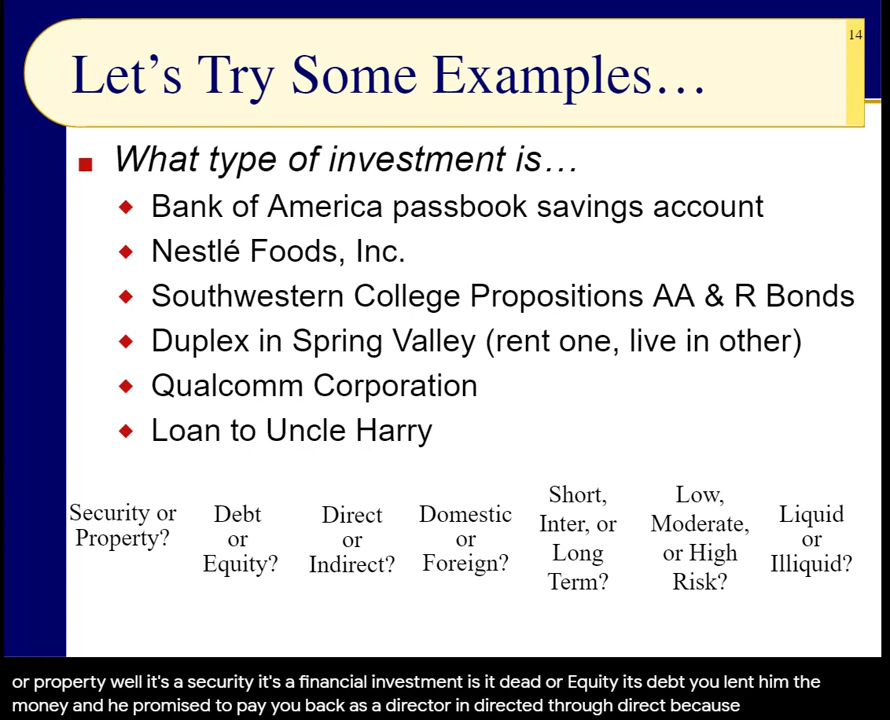 14
Let's Try Some Examples…
What type of investment is…
Bank of America passbook savings account
Nestlé Foods, Inc.
Southwestern College Propositions AA & R Bonds
Duplex in Spring Valley (rent one, live in other)
Qualcomm Corporation
Loan to Uncle Harry
Security or
Property?
Debt
or
Equity?
Direct
or
Indirect?
Domestic
or
Foreign?
Short,
Inter, or
Long
Term?
Low,
Moderate,
or High
Risk?
Liquid
or
Illiquid?
or property well it's a security it's a financial investment is it dead or Equity its debt you lent him the
money and he promised to pay you back as a director in directed through direct because